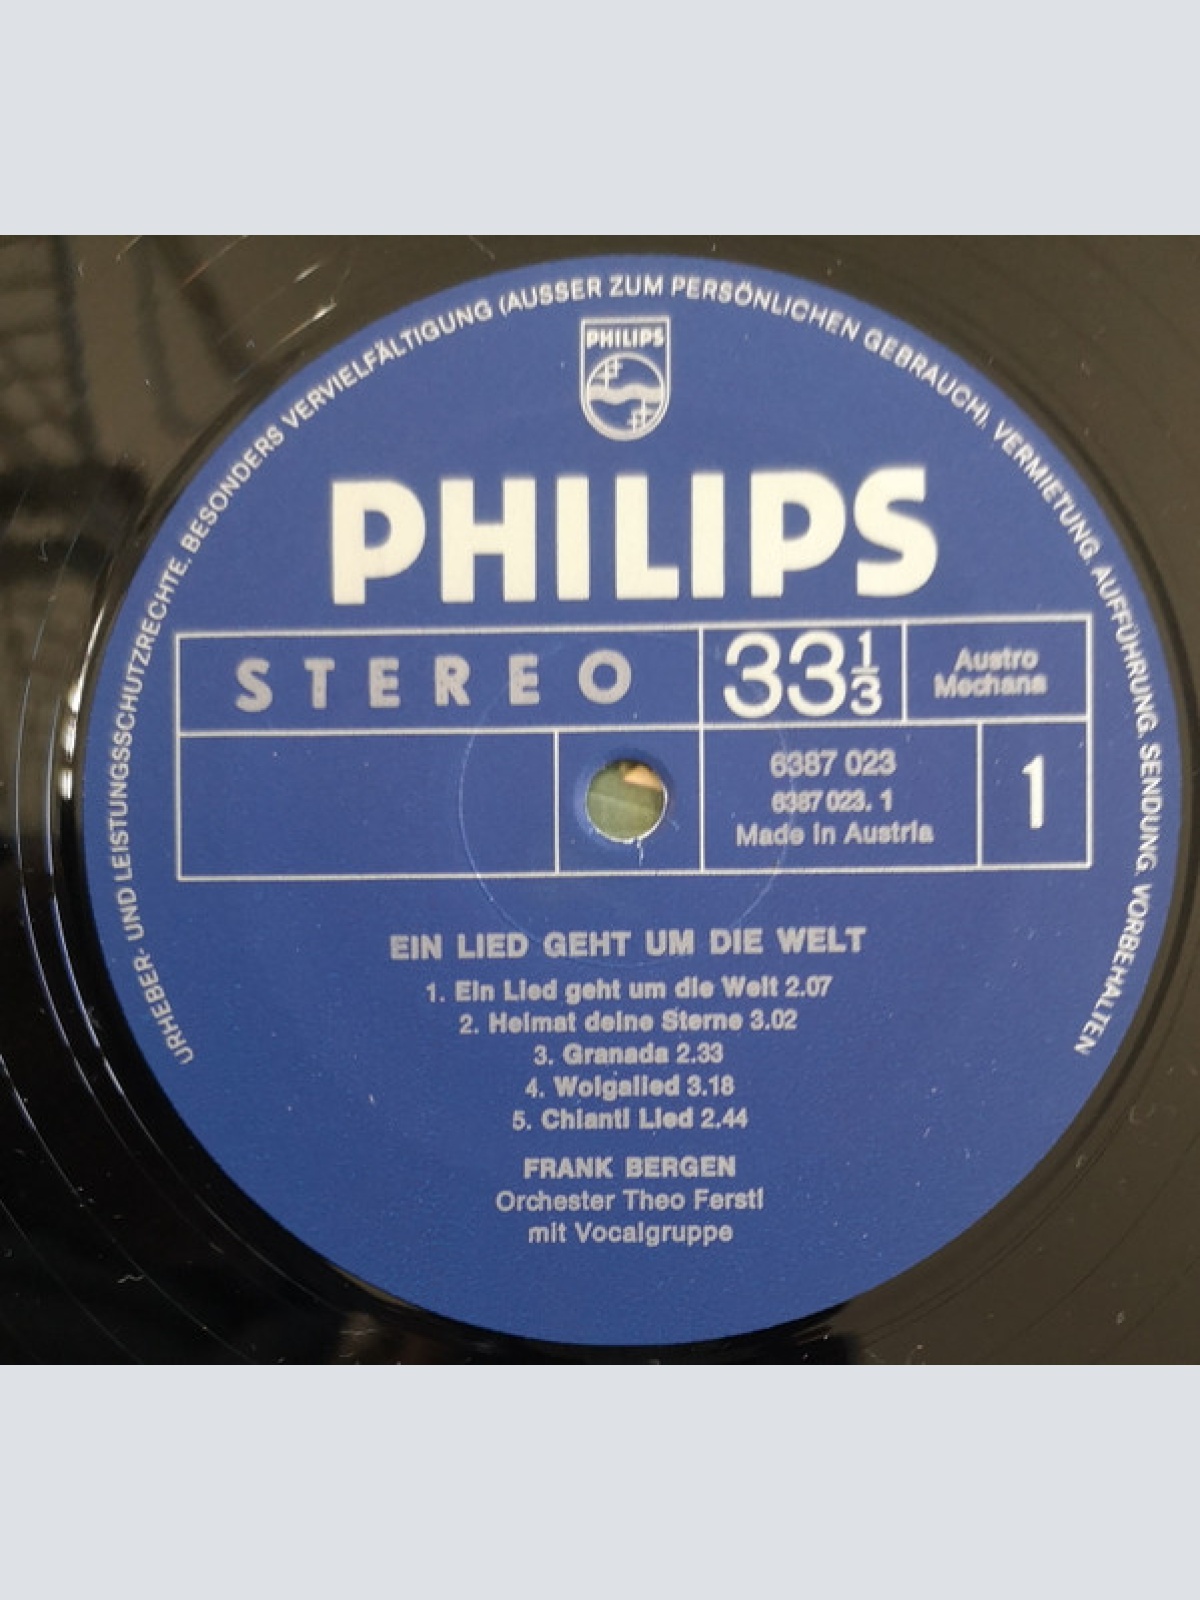 URHEBER- UND LEISTUNGSSCHUTZRECHTE, BESONDERS VERVIELFÄLTIGUNG (AUSSER ZUM PERSÖNLICHEN GEBRAUCH), VERMIETUNG, AUFFÜHRUNG, SENDUNG, VORBEHALTEN
PHILIPS
PHILIPS
STEREO
33 1/3
Austro
Mechana
6387 023
6387 023. 1
Made in Austria
1
EIN LIED GEHT UM DIE WELT
1. Ein Lied geht um die Welt 2.07
2. Heimat deine Sterne 3.02
3. Granada 2.33
4. Wolgalied 3.18
5. Chianti Lied 2.44
FRANK BERGEN
Orchester Theo Ferstl
mit Vocalgruppe